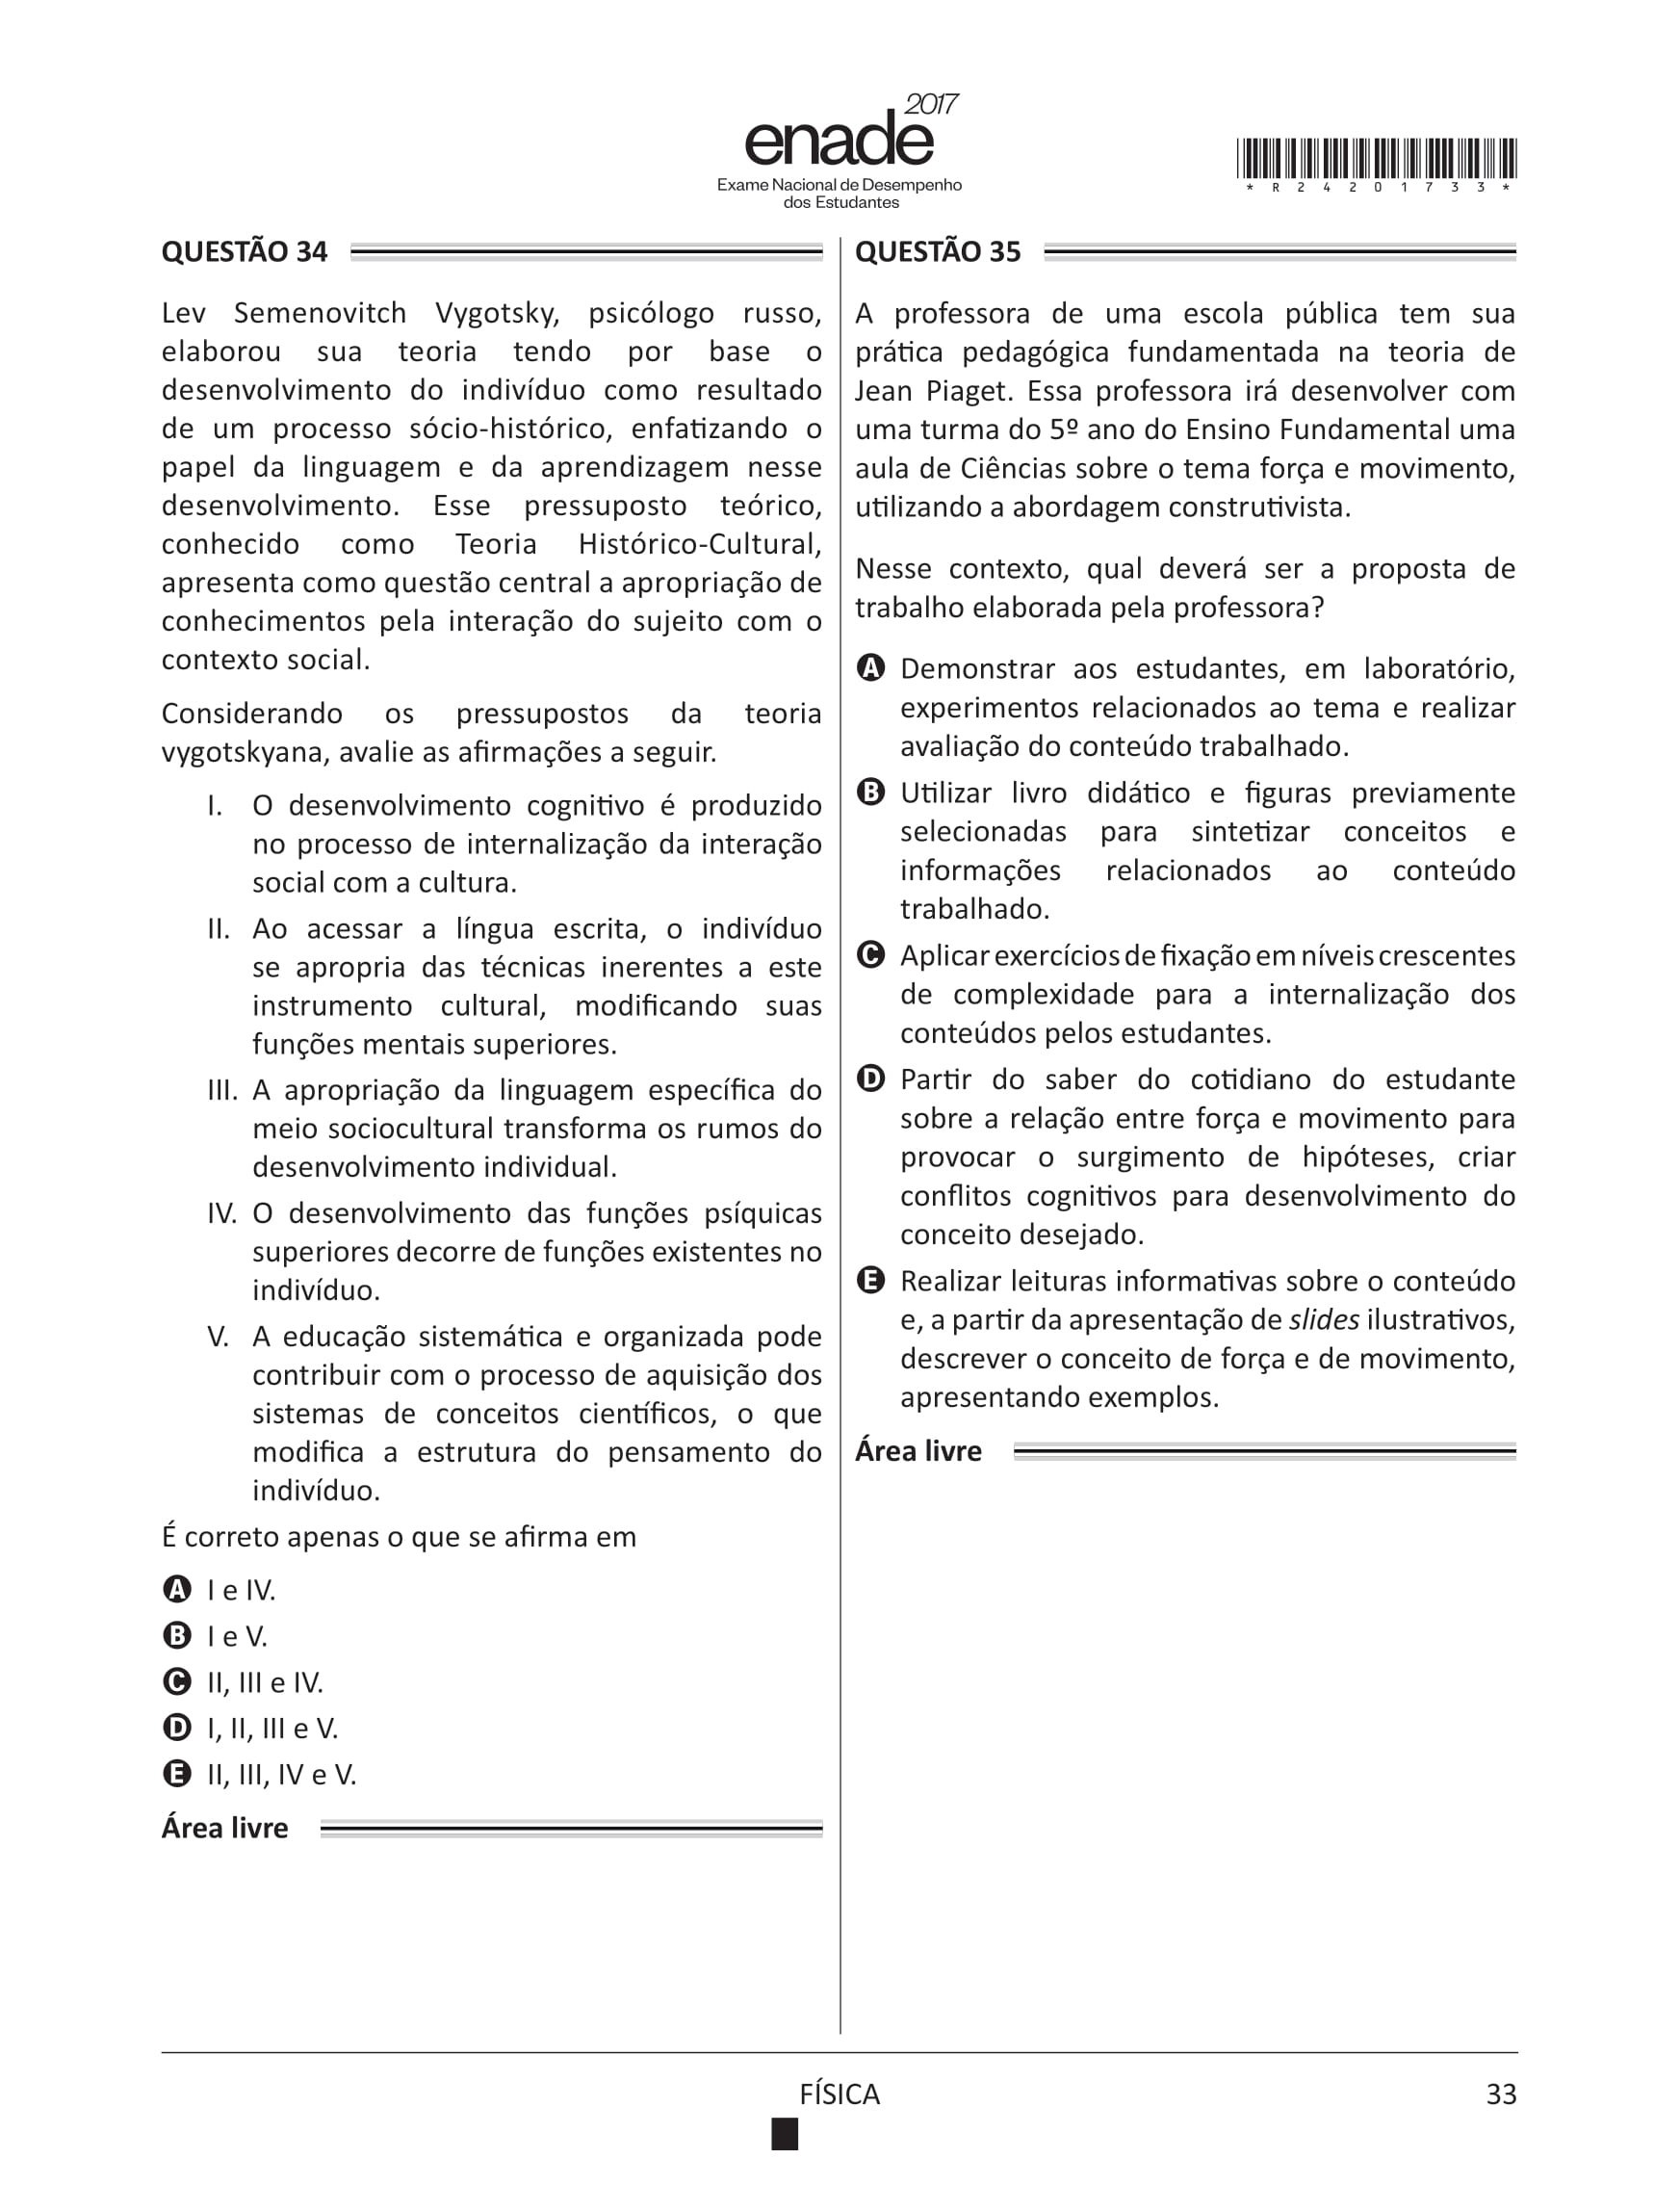 2017
enade
Exame Nacional de Desempenho
dos Estudantes
* R 2 4 2 0 1 7 3 3 *
QUESTÃO 34
Lev Semenovitch Vygotsky, psicólogo russo,
elaborou sua teoria tendo por base o
desenvolvimento do indivíduo como resultado
de um processo sócio-histórico, enfatizando o
papel da linguagem e da aprendizagem nesse
desenvolvimento. Esse pressuposto teórico,
conhecido como Teoria Histórico-Cultural,
apresenta como questão central a apropriação de
conhecimentos pela interação do sujeito com o
contexto social.
Considerando os pressupostos da teoria
vygotskyana, avalie as afirmações a seguir.
I. O desenvolvimento cognitivo é produzido
no processo de internalização da interação
social com a cultura.
II. Ao acessar a língua escrita, o indivíduo
se apropria das técnicas inerentes a este
instrumento cultural, modificando suas
funções mentais superiores.
III. A apropriação da linguagem específica do
meio sociocultural transforma os rumos do
desenvolvimento individual.
IV. O desenvolvimento das funções psíquicas
superiores decorre de funções existentes no
indivíduo.
V. A educação sistemática e organizada pode
contribuir com o processo de aquisição dos
sistemas de conceitos científicos, o que
modifica a estrutura do pensamento do
indivíduo.
É correto apenas o que se afirma em
A I e IV.
B I e V.
C II, III e IV.
D I, II, III e V.
E II, III, IV e V.
Área livre
QUESTÃO 35
A professora de uma escola pública tem sua
prática pedagógica fundamentada na teoria de
Jean Piaget. Essa professora irá desenvolver com
uma turma do 5º ano do Ensino Fundamental uma
aula de Ciências sobre o tema força e movimento,
utilizando a abordagem construtivista.
Nesse contexto, qual deverá ser a proposta de
trabalho elaborada pela professora?
A Demonstrar aos estudantes, em laboratório,
experimentos relacionados ao tema e realizar
avaliação do conteúdo trabalhado.
B Utilizar livro didático e figuras previamente
selecionadas para sintetizar conceitos e
informações relacionados ao conteúdo
trabalhado.
C Aplicar exercícios de fixação em níveis crescentes
de complexidade para a internalização dos
conteúdos pelos estudantes.
D Partir do saber do cotidiano do estudante
sobre a relação entre força e movimento para
provocar o surgimento de hipóteses, criar
conflitos cognitivos para desenvolvimento do
conceito desejado.
E Realizar leituras informativas sobre o conteúdo
e, a partir da apresentação de slides ilustrativos,
descrever o conceito de força e de movimento,
apresentando exemplos.
Área livre
FÍSICA
33